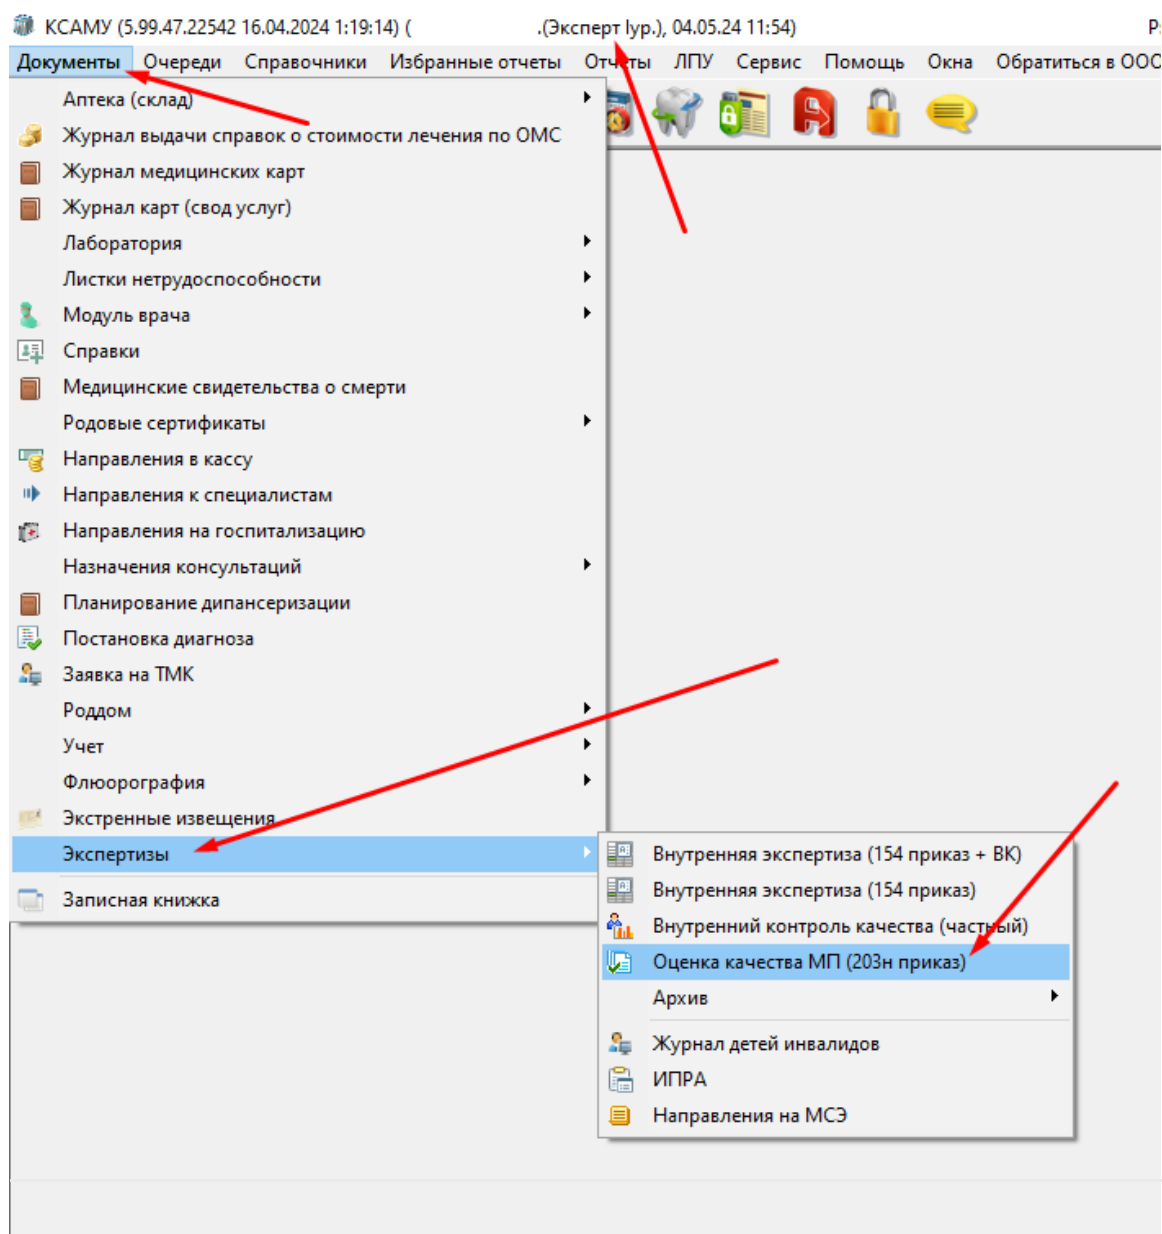 КСАМУ (5.99.47.22542 16.04.2024 1:19:14) ( .(Эксперт Iур.), 04.05.24 11:54)
Документы Очереди Справочники Избранные отчеты Отчеты ЛПУ Сервис Помощь Окна Обратиться в ООО
Аптека (склад)
Журнал выдачи справок о стоимости лечения по ОМС
Журнал медицинских карт
Журнал карт (свод услуг)
Лаборатория
Листки нетрудоспособности
Модуль врача
Справки
Медицинские свидетельства о смерти
Родовые сертификаты
Направления в кассу
Направления к специалистам
Направления на госпитализацию
Назначения консультаций
Планирование дипансеризации
Постановка диагноза
Заявка на ТМК
Роддом
Учет
Флюорография
Экстренные извещения
Экспертизы
Записная книжка
Внутренняя экспертиза (154 приказ + ВК)
Внутренняя экспертиза (154 приказ)
Внутренний контроль качества (частный)
Оценка качества МП (203н приказ)
Архив
Журнал детей инвалидов
ИПРА
Направления на МСЭ